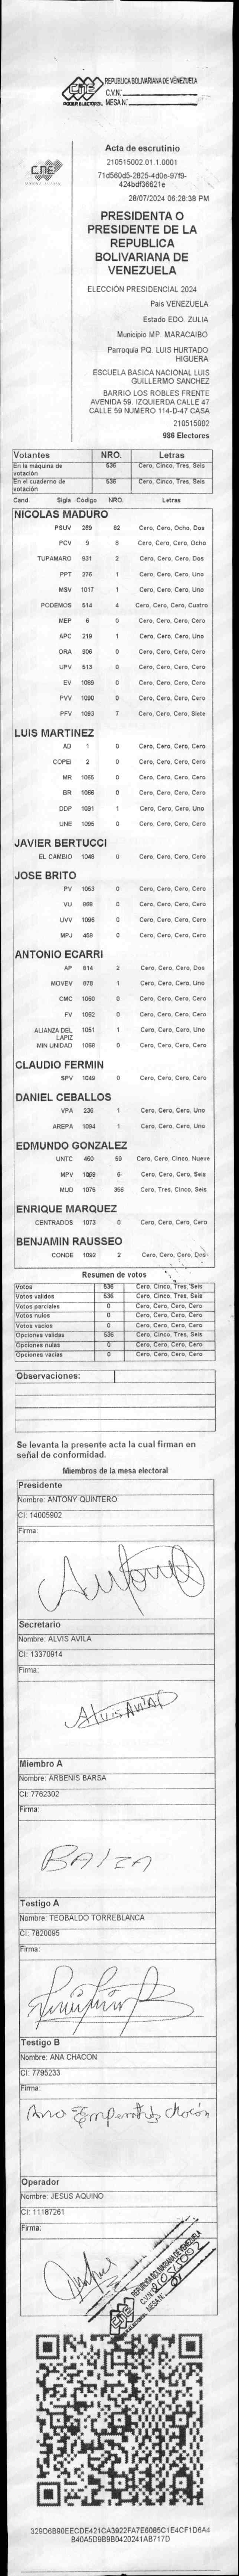 CNE
PODER ELECTORAL
REPUBLICA BOLIVARIANA DE VENEZUELA
C.V.N°.
MESA N°.
CNE
Acta de escrutinio
210515002.01.1.0001
71d560d5-2825-4d0e-97f9-
424bdf36621e
28/07/2024 06:28:38 PM
PRESIDENTA O
PRESIDENTE DE LA
REPUBLICA
BOLIVARIANA DE
VENEZUELA
ELECCIÓN PRESIDENCIAL 2024
País VENEZUELA
Estado EDO. ZULIA
Municipio MP. MARACAIBO
Parroquia PQ. LUIS HURTADO
HIGUERA
ESCUELA BASICA NACIONAL LUIS
GUILLERMO SANCHEZ
BARRIO LOS ROBLES FRENTE
AVENIDA 59. IZQUIERDA CALLE 47
CALLE 59 NUMERO 114-D-47 CASA
210515002
986 Electores
Votantes NRO. Letras
En la máquina de votación 536 Cero, Cinco, Tres, Seis
En el cuaderno de votación 536 Cero, Cinco, Tres, Seis
Cand. Sigla Código NRO. Letras
NICOLAS MADURO
PSUV 269 82 Cero, Cero, Ocho, Dos
PCV 9 8 Cero, Cero, Cero, Ocho
TUPAMARO 931 2 Cero, Cero, Cero, Dos
PPT 276 1 Cero, Cero, Cero, Uno
MSV 1017 1 Cero, Cero, Cero, Uno
PODEMOS 514 4 Cero, Cero, Cero, Cuatro
MEP 6 0 Cero, Cero, Cero, Cero
APC 219 1 Cero, Cero, Cero, Uno
ORA 906 0 Cero, Cero, Cero, Cero
UPV 513 0 Cero, Cero, Cero, Cero
EV 1089 0 Cero, Cero, Cero, Cero
PVV 1090 0 Cero, Cero, Cero, Cero
PFV 1093 7 Cero, Cero, Cero, Siete
LUIS MARTINEZ
AD 1 0 Cero, Cero, Cero, Cero
COPEI 2 0 Cero, Cero, Cero, Cero
MR 1065 0 Cero, Cero, Cero, Cero
BR 1066 0 Cero, Cero, Cero, Cero
DDP 1091 1 Cero, Cero, Cero, Uno
UNE 1095 0 Cero, Cero, Cero, Cero
JAVIER BERTUCCI
EL CAMBIO 1048 0 Cero, Cero, Cero, Cero
JOSE BRITO
PV 1053 0 Cero, Cero, Cero, Cero
VU 868 0 Cero, Cero, Cero, Cero
UVV 1096 0 Cero, Cero, Cero, Cero
MPJ 458 0 Cero, Cero, Cero, Cero
ANTONIO ECARRI
AP 814 2 Cero, Cero, Cero, Dos
MOVEV 878 1 Cero, Cero, Cero, Uno
CMC 1050 0 Cero, Cero, Cero, Cero
FV 1052 0 Cero, Cero, Cero, Cero
ALIANZA DEL LAPIZ 1051 1 Cero, Cero, Cero, Uno
MIN UNIDAD 1068 0 Cero, Cero, Cero, Cero
CLAUDIO FERMIN
SPV 1049 0 Cero, Cero, Cero, Cero
DANIEL CEBALLOS
VPA 236 1 Cero, Cero, Cero, Uno
AREPA 1094 1 Cero, Cero, Cero, Uno
EDMUNDO GONZALEZ
UNTC 460 59 Cero, Cero, Cinco, Nueve
MPV 1069 6 Cero, Cero, Cero, Seis
MUD 1075 356 Cero, Tres, Cinco, Seis
ENRIQUE MARQUEZ
CENTRADOS 1073 0 Cero, Cero, Cero, Cero
BENJAMIN RAUSSEO
CONDE 1092 2 Cero, Cero, Cero, Dos
Resumen de votos
Votos 536 Cero, Cinco, Tres, Seis
Votos validos 536 Cero, Cinco, Tres, Seis
Votos parciales 0 Cero, Cero, Cero, Cero
Votos nulos 0 Cero, Cero, Cero, Cero
Votos vacios 0 Cero, Cero, Cero, Cero
Opciones validas 536 Cero, Cinco, Tres, Seis
Opciones nulas 0 Cero, Cero, Cero, Cero
Opciones vacias 0 Cero, Cero, Cero, Cero
Observaciones:
Se levanta la presente acta la cual firman en
señal de conformidad.
Miembros de la mesa electoral
Presidente
Nombre: ANTONY QUINTERO
CI: 14005902
Firma:
Secretario
Nombre: ALVIS AVILA
CI: 13370914
Firma:
Alvis Avila
Miembro A
Nombre: ARBENIS BARSA
CI: 7762302
Firma:
Testigo A
Nombre: TEOBALDO TORREBLANCA
CI: 7820095
Firma:
Testigo B
Nombre: ANA CHACON
CI: 7795233
Firma:
Ana Emperatriz Chacón
Operador
Nombre: JESUS AQUINO
CI: 11187261
Firma:
CNE
PODER ELECTORAL
REPUBLICA BOLIVARIANA DE VENEZUELA
C.V.N°. 210515002
MESA N°. 01
329D6B90EECDE421CA3922FA7E6085C1E4CF1D6A4
B40A5D9B9B0420241AB717D